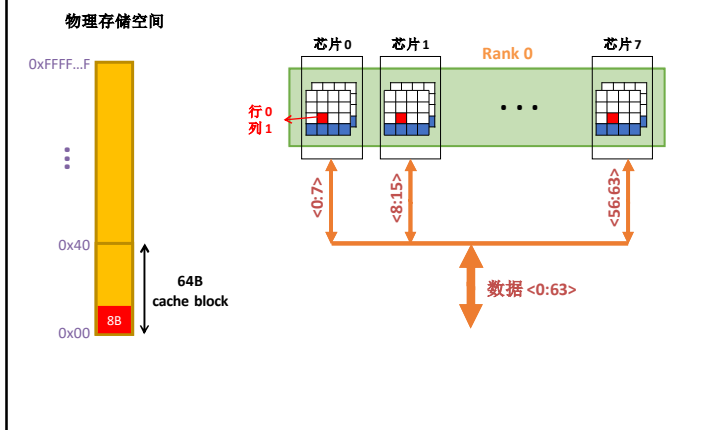 物理存储空间
0xFFFF...F
⋮
0x40
0x00
8B
64B
cache block
芯片0
芯片1
Rank 0
芯片7
行0
列1
...
<0:7>
<8:15>
<56:63>
数据 <0:63>